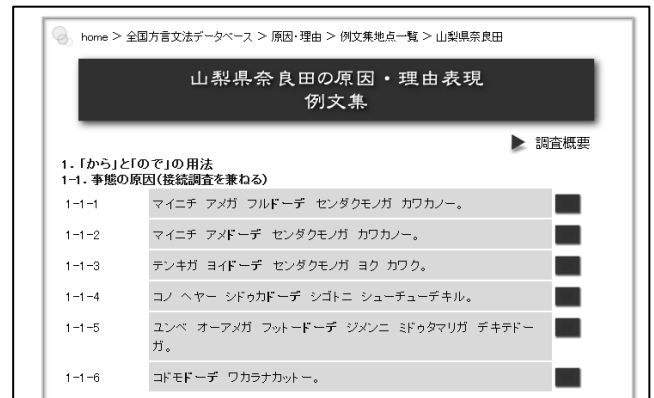 home > 全国方言文法データベース > 原因・理由 > 例文集地点一覧 > 山梨県奈良田
山梨県奈良田の原因・理由表現
例文集
▶ 調査概要
1. 「から」と「ので」の用法
1-1. 事態の原因(接続調査を兼ねる)
1-1-1 マイニチ アメガ フルドーデ センダクモノガ カワカノー。
1-1-2 マイニチ アメドーデ センダクモノガ カワカノー。
1-1-3 テンキガ ヨイドーデ センダクモノガ ヨク カワク。
1-1-4 コノ ヘヤー シドゥカドーデ シゴトニ シューチューデキル。
1-1-5 ユンベ オーアメガ フットードーデ ジメンニ ミドゥタマリガ デキテドー
ガ。
1-1-6 コドモドーデ ワカラナカットー。